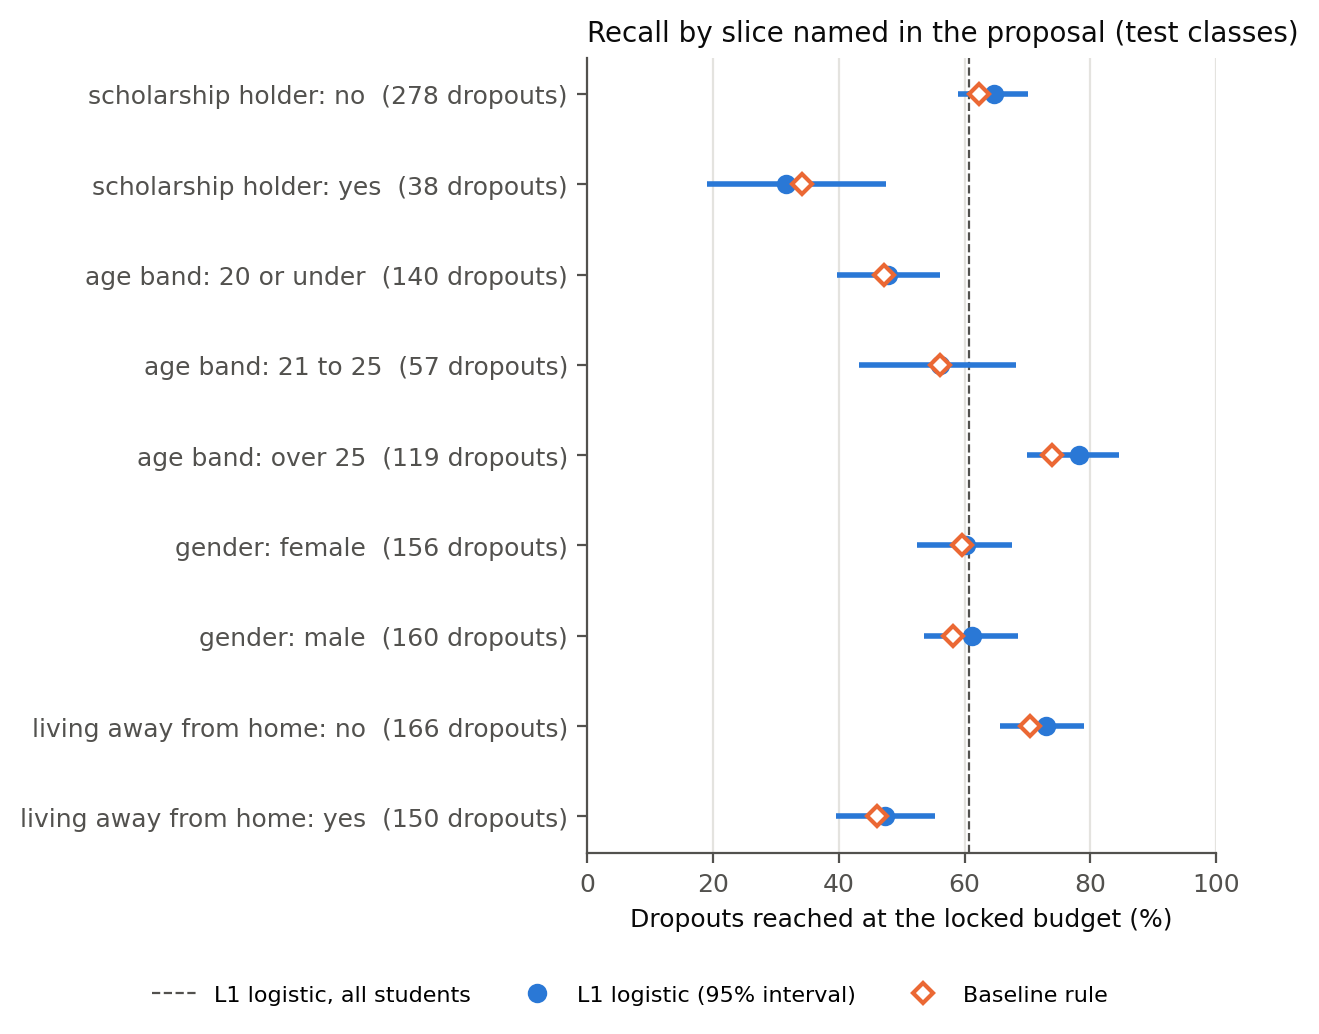 Recall by slice named in the proposal (test classes)
scholarship holder: no (278 dropouts)
scholarship holder: yes (38 dropouts)
age band: 20 or under (140 dropouts)
age band: 21 to 25 (57 dropouts)
age band: over 25 (119 dropouts)
gender: female (156 dropouts)
gender: male (160 dropouts)
living away from home: no (166 dropouts)
living away from home: yes (150 dropouts)
0 20 40 60 80 100
Dropouts reached at the locked budget (%)
L1 logistic, all students L1 logistic (95% interval) Baseline rule